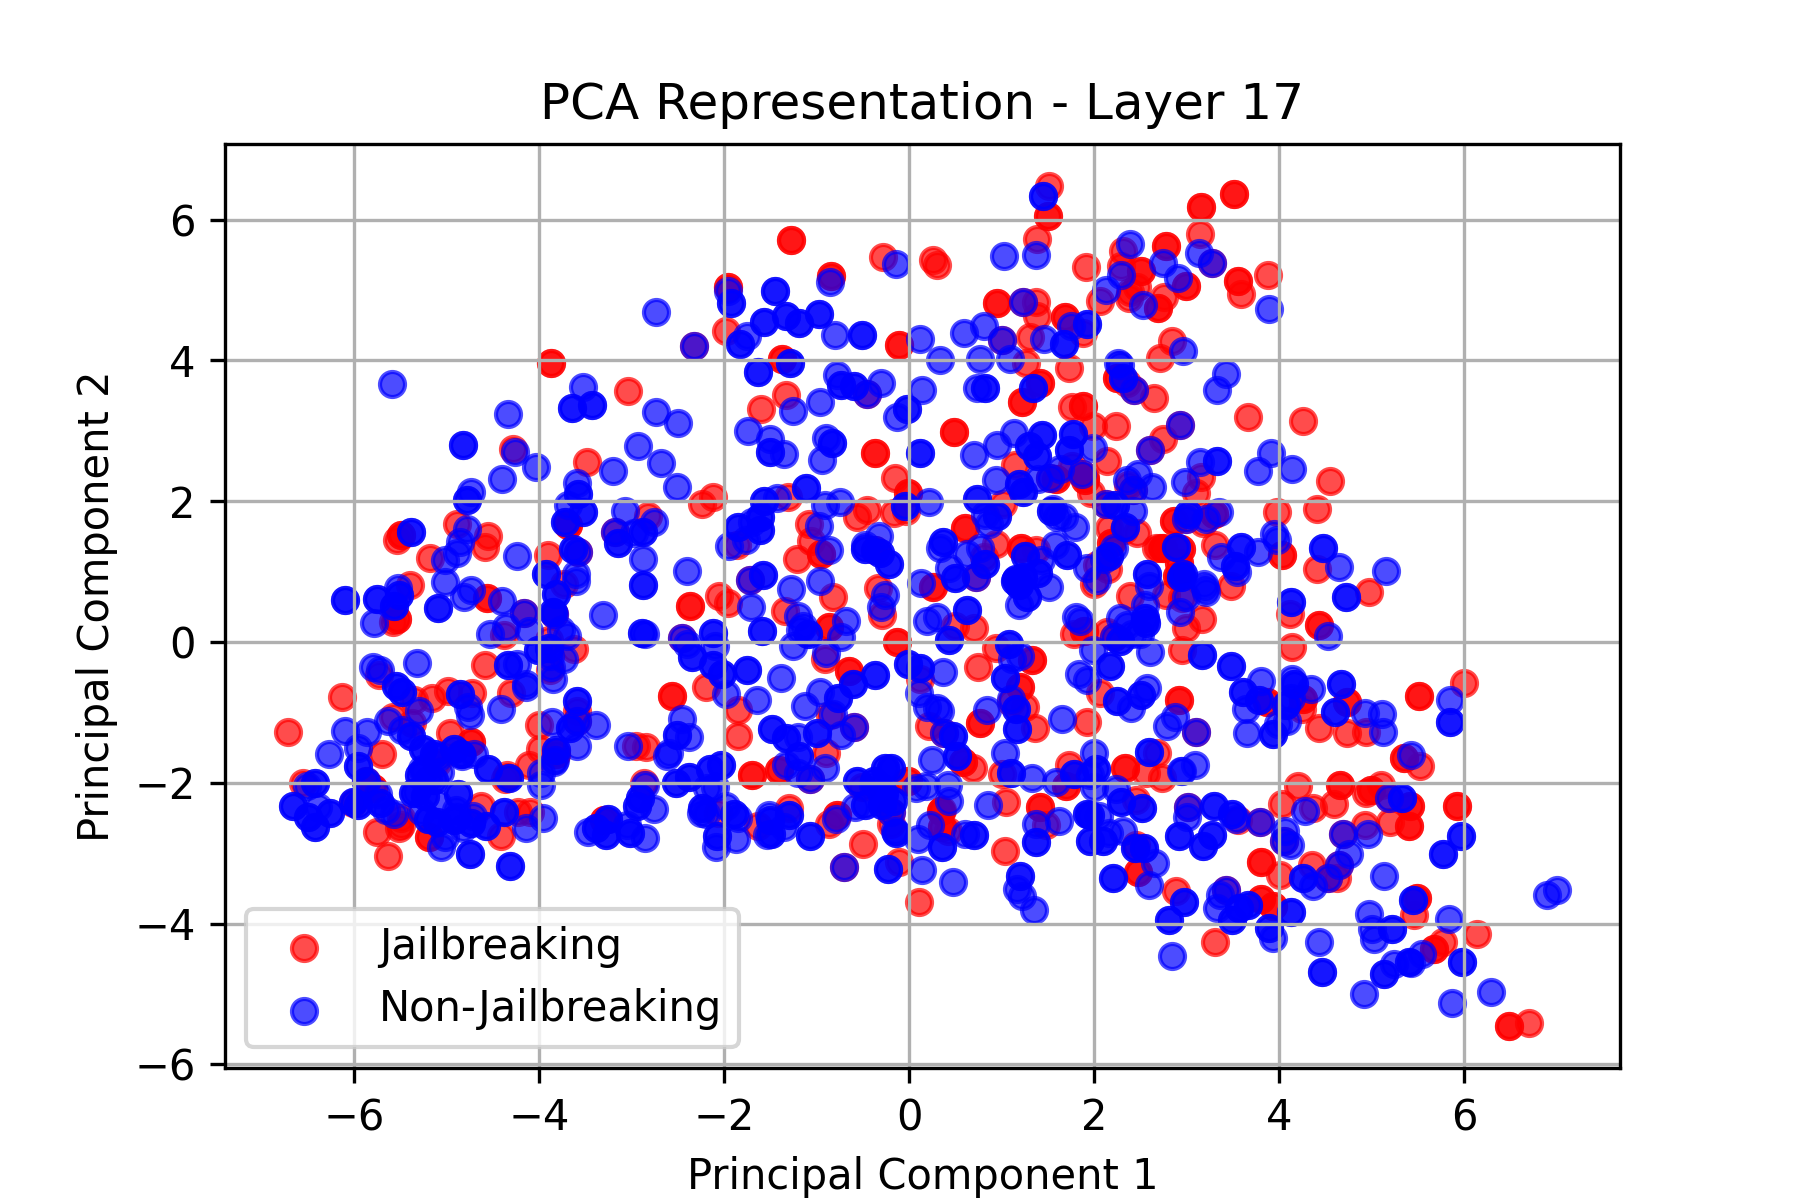 PCA Representation - Layer 17
Principal Component 2
6
4
2
0
−2
−4
−6
Jailbreaking
Non-Jailbreaking
−6 −4 −2 0 2 4 6
Principal Component 1